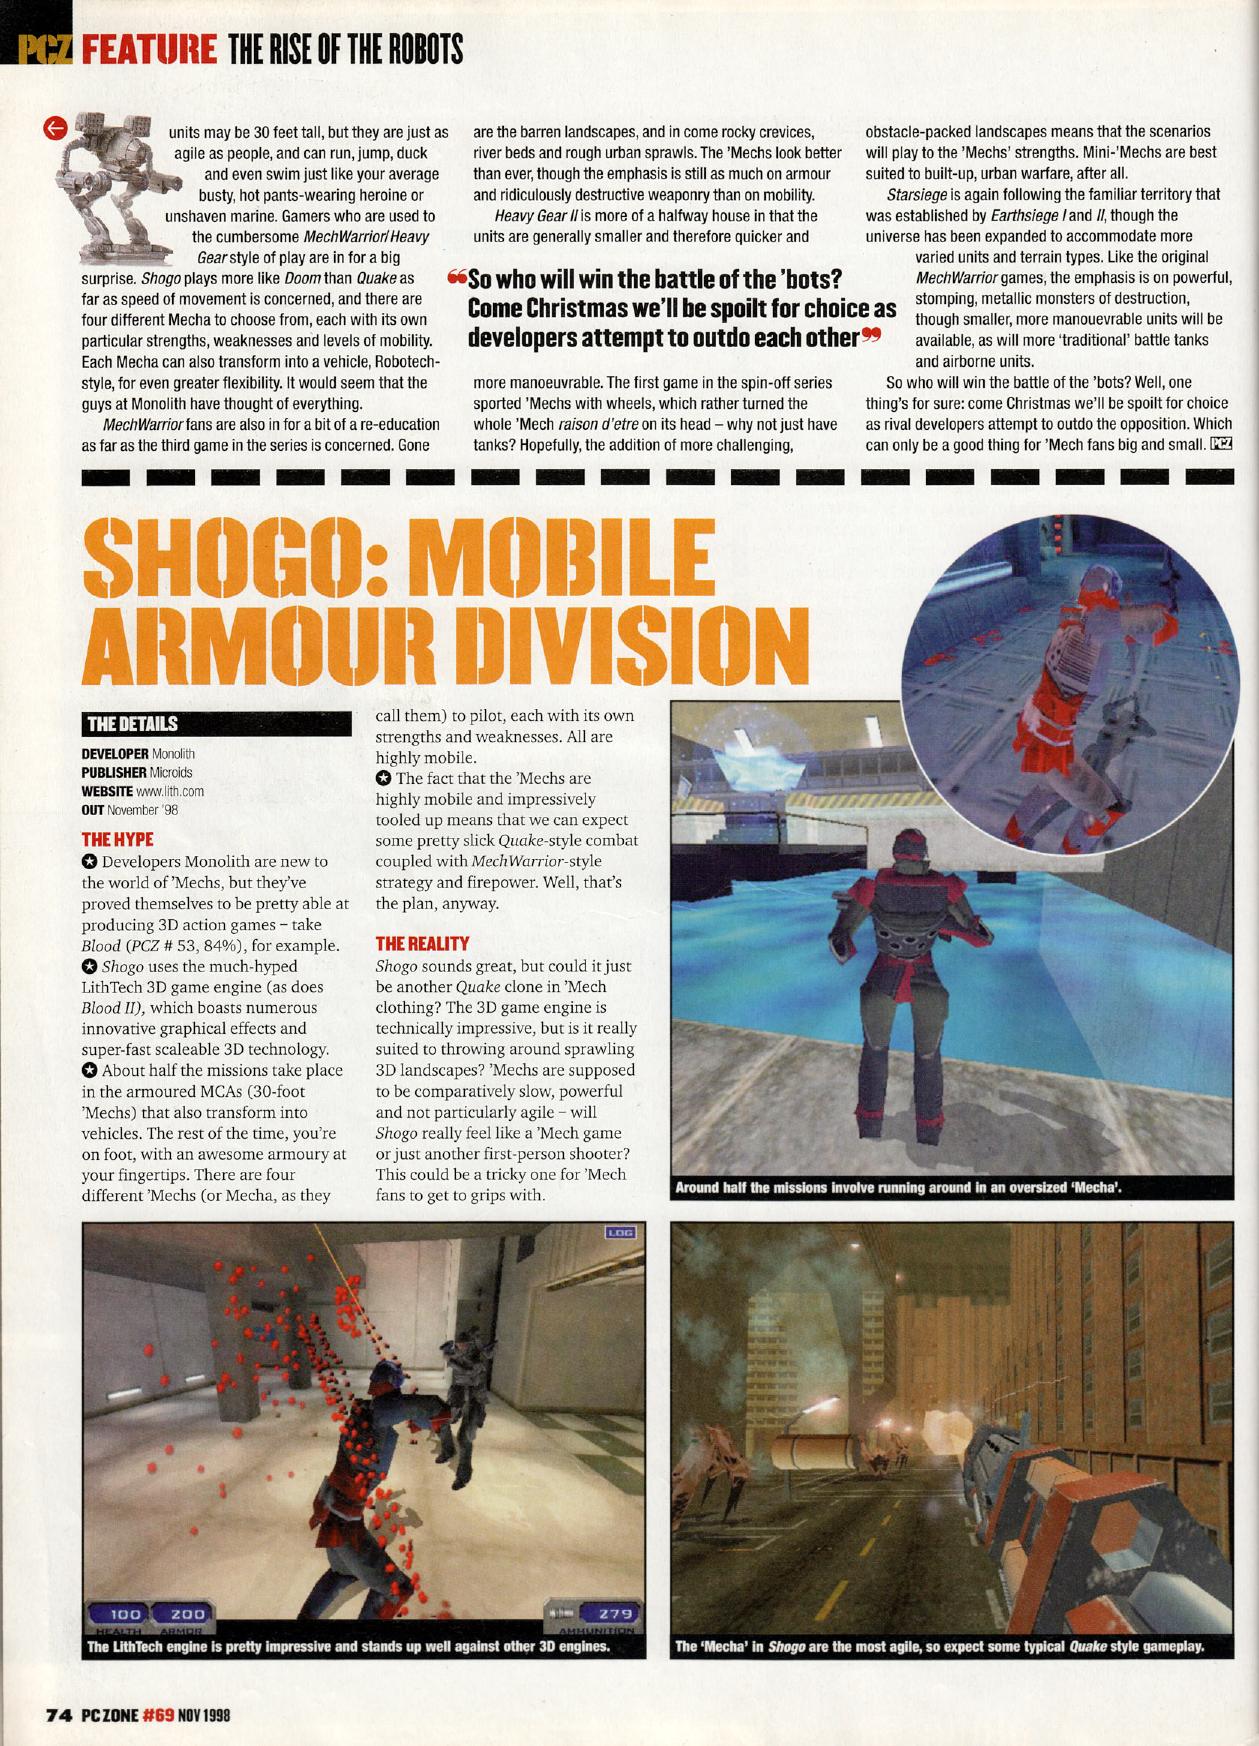 PCZ FEATURE THE RISE OF THE ROBOTS
units may be 30 feet tall, but they are just as
agile as people, and can run, jump, duck
and even swim just like your average
busty, hot pants-wearing heroine or
unshaven marine. Gamers who are used to
the cumbersome MechWarrior/Heavy
Gear style of play are in for a big
surprise. Shogo plays more like Doom than Quake as
far as speed of movement is concerned, and there are
four different Mecha to choose from, each with its own
particular strengths, weaknesses and levels of mobility.
Each Mecha can also transform into a vehicle, Robotech-
style, for even greater flexibility. It would seem that the
guys at Monolith have thought of everything.
MechWarrior fans are also in for a bit of a re-education
as far as the third game in the series is concerned. Gone
are the barren landscapes, and in come rocky crevices,
river beds and rough urban sprawls. The 'Mechs look better
than ever, though the emphasis is still as much on armour
and ridiculously destructive weaponry than on mobility.
Heavy Gear II is more of a halfway house in that the
units are generally smaller and therefore quicker and
“So who will win the battle of the 'bots?
Come Christmas we'll be spoilt for choice as
developers attempt to outdo each other”
more manoeuvrable. The first game in the spin-off series
sported 'Mechs with wheels, which rather turned the
whole 'Mech raison d'etre on its head – why not just have
tanks? Hopefully, the addition of more challenging,
obstacle-packed landscapes means that the scenarios
will play to the 'Mechs' strengths. Mini-'Mechs are best
suited to built-up, urban warfare, after all.
Starsiege is again following the familiar territory that
was established by Earthsiege I and II, though the
universe has been expanded to accommodate more
varied units and terrain types. Like the original
MechWarrior games, the emphasis is on powerful,
stomping, metallic monsters of destruction,
though smaller, more manouevrable units will be
available, as will more 'traditional' battle tanks
and airborne units.
So who will win the battle of the 'bots? Well, one
thing's for sure: come Christmas we'll be spoilt for choice
as rival developers attempt to outdo the opposition. Which
can only be a good thing for 'Mech fans big and small. PCZ
SHOGO: MOBILE
ARMOUR DIVISION
THE DETAILS
DEVELOPER Monolith
PUBLISHER Microids
WEBSITE www.lith.com
OUT November '98
THE HYPE
✪ Developers Monolith are new to
the world of 'Mechs, but they've
proved themselves to be pretty able at
producing 3D action games – take
Blood (PCZ # 53, 84%), for example.
✪ Shogo uses the much-hyped
LithTech 3D game engine (as does
Blood II), which boasts numerous
innovative graphical effects and
super-fast scaleable 3D technology.
✪ About half the missions take place
in the armoured MCAs (30-foot
'Mechs) that also transform into
vehicles. The rest of the time, you're
on foot, with an awesome armoury at
your fingertips. There are four
different 'Mechs (or Mecha, as they
call them) to pilot, each with its own
strengths and weaknesses. All are
highly mobile.
✪ The fact that the 'Mechs are
highly mobile and impressively
tooled up means that we can expect
some pretty slick Quake-style combat
coupled with MechWarrior-style
strategy and firepower. Well, that's
the plan, anyway.
THE REALITY
Shogo sounds great, but could it just
be another Quake clone in 'Mech
clothing? The 3D game engine is
technically impressive, but is it really
suited to throwing around sprawling
3D landscapes? 'Mechs are supposed
to be comparatively slow, powerful
and not particularly agile – will
Shogo really feel like a 'Mech game
or just another first-person shooter?
This could be a tricky one for 'Mech
fans to get to grips with.
Around half the missions involve running around in an oversized 'Mecha'.
LOG
100 200 279
HEALTH ARMOR AMMUNITION
The LithTech engine is pretty impressive and stands up well against other 3D engines.
The 'Mecha' in Shogo are the most agile, so expect some typical Quake style gameplay.
74 PC ZONE #69 NOV 1998